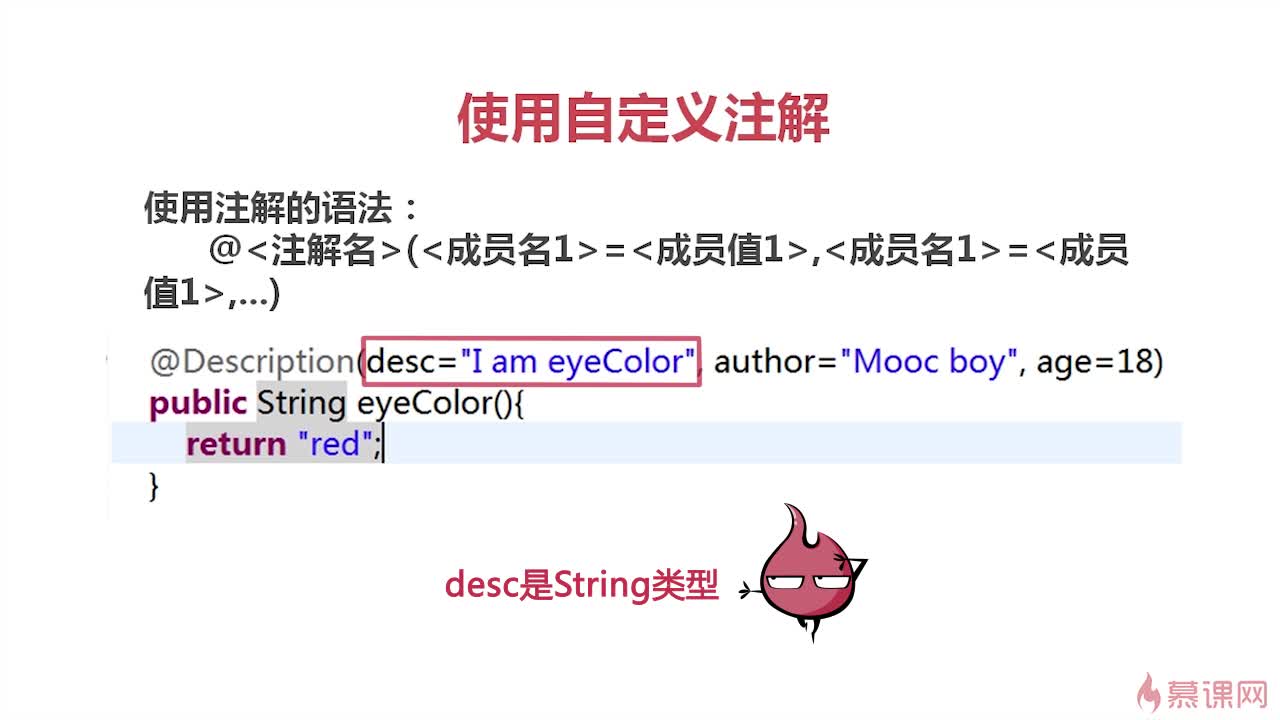 使用自定义注解
使用注解的语法：
@<注解名>(<成员名1>=<成员值1>,<成员名1>=<成员
值1>,...)
@Description(desc="I am eyeColor", author="Mooc boy", age=18)
public String eyeColor(){
return "red";
}
desc是String类型
慕课网